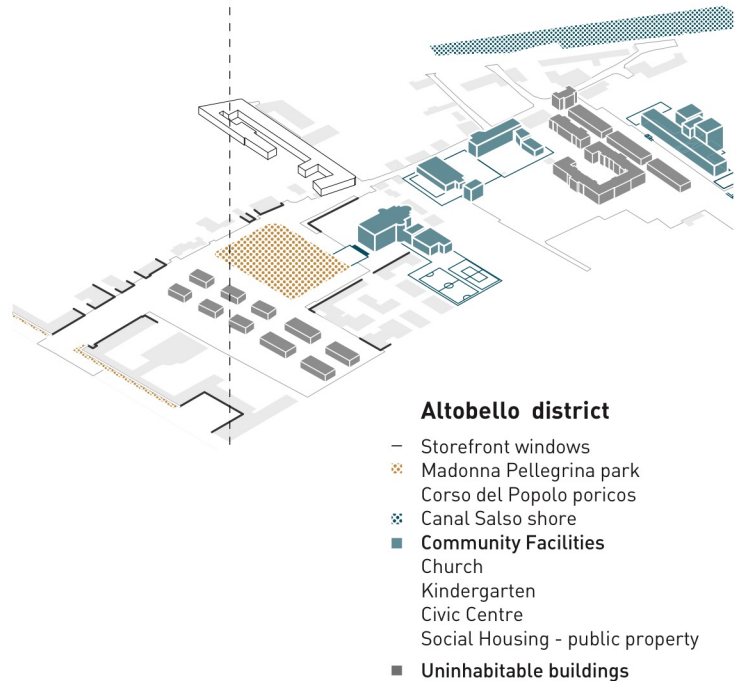 Altobello district
– Storefront windows
Madonna Pellegrina park
Corso del Popolo poricos
Canal Salso shore
Community Facilities
Church
Kindergarten
Civic Centre
Social Housing - public property
Uninhabitable buildings